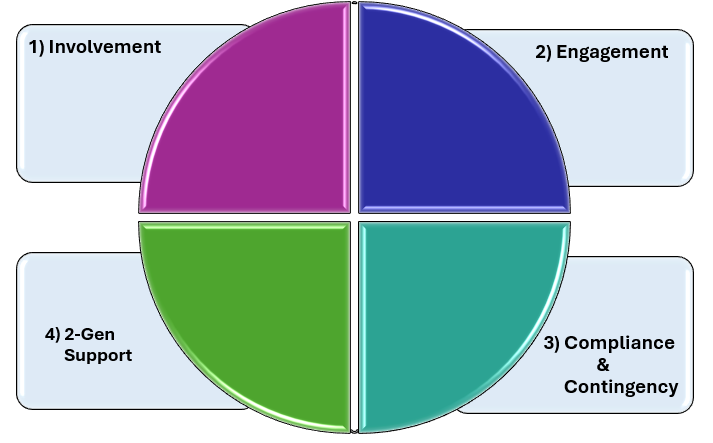 1) Involvement
2) Engagement
4) 2-Gen
Support
3) Compliance
&
Contingency